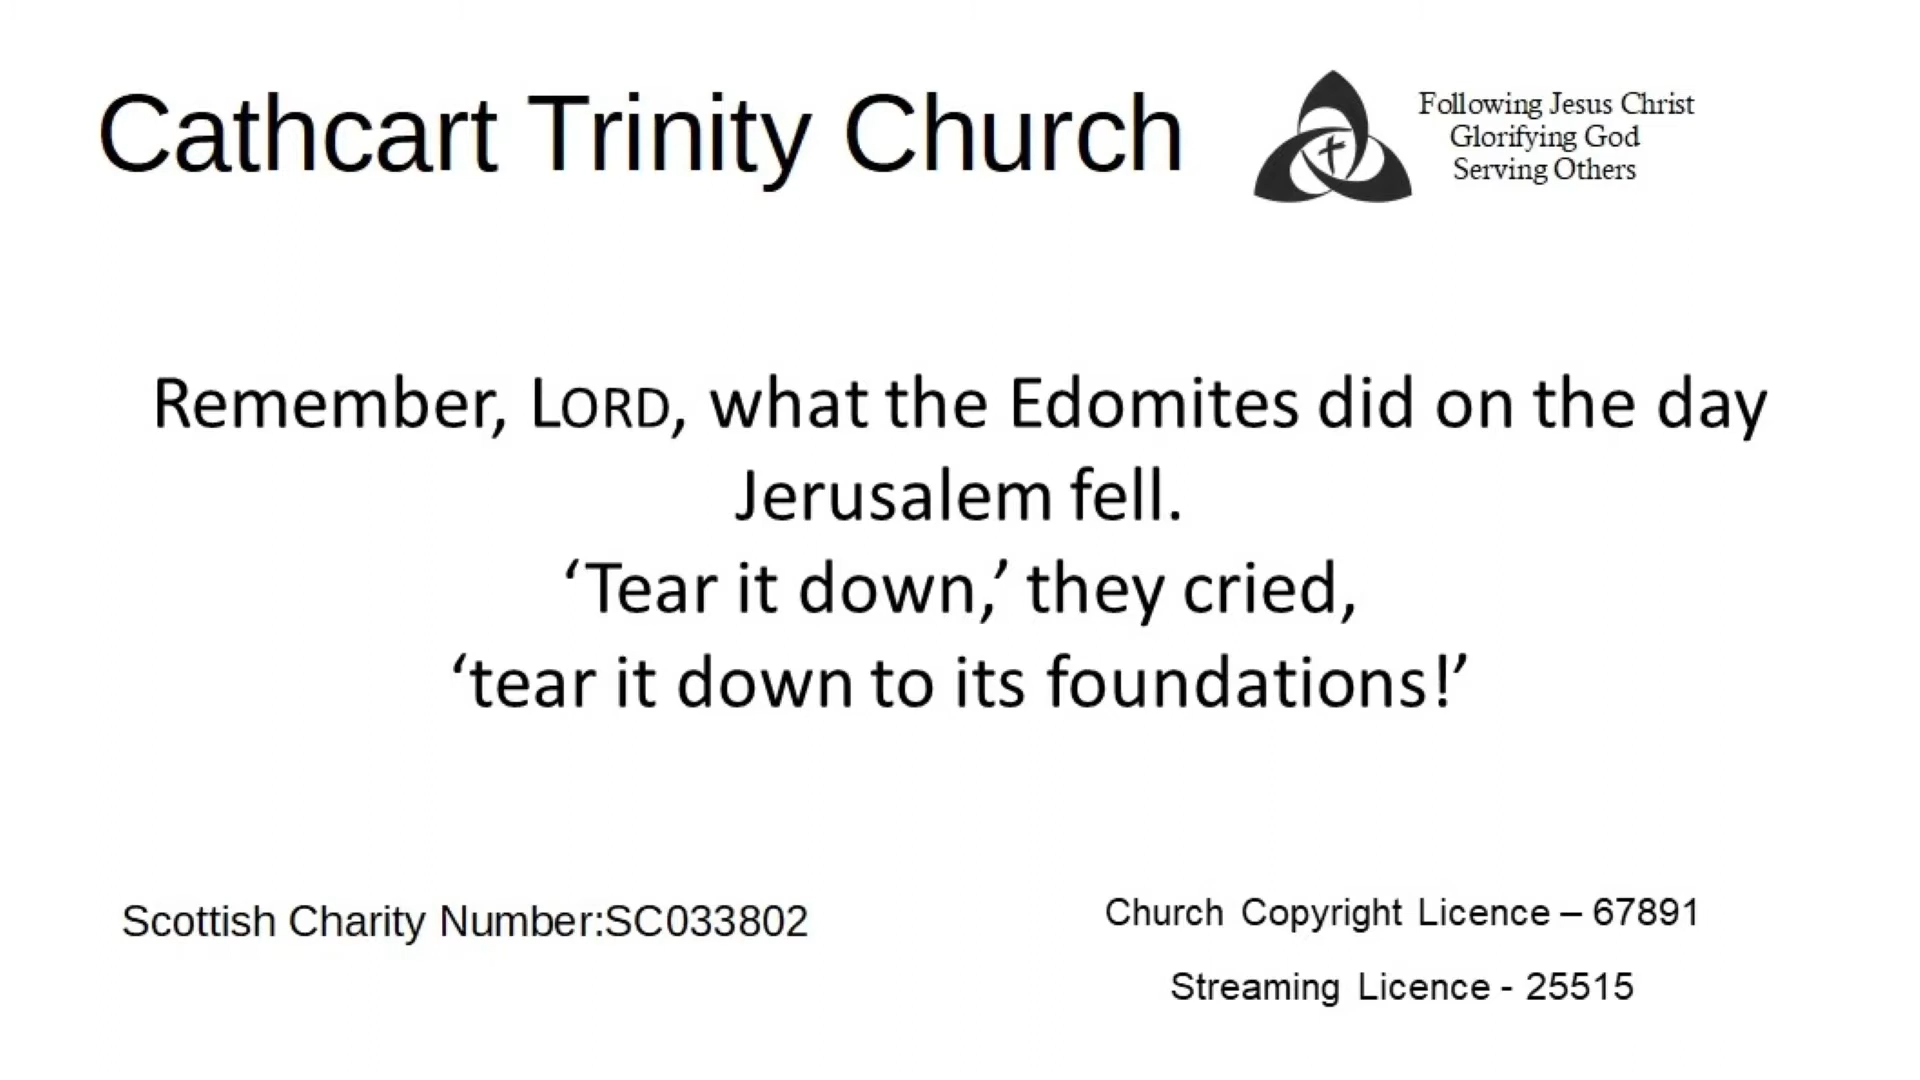 Cathcart Trinity Church
Following Jesus Christ
Glorifying God
Serving Others
Remember, LORD, what the Edomites did on the day
Jerusalem fell.
‘Tear it down,’ they cried,
‘tear it down to its foundations!’
Scottish Charity Number:SC033802
Church Copyright Licence – 67891
Streaming Licence - 25515